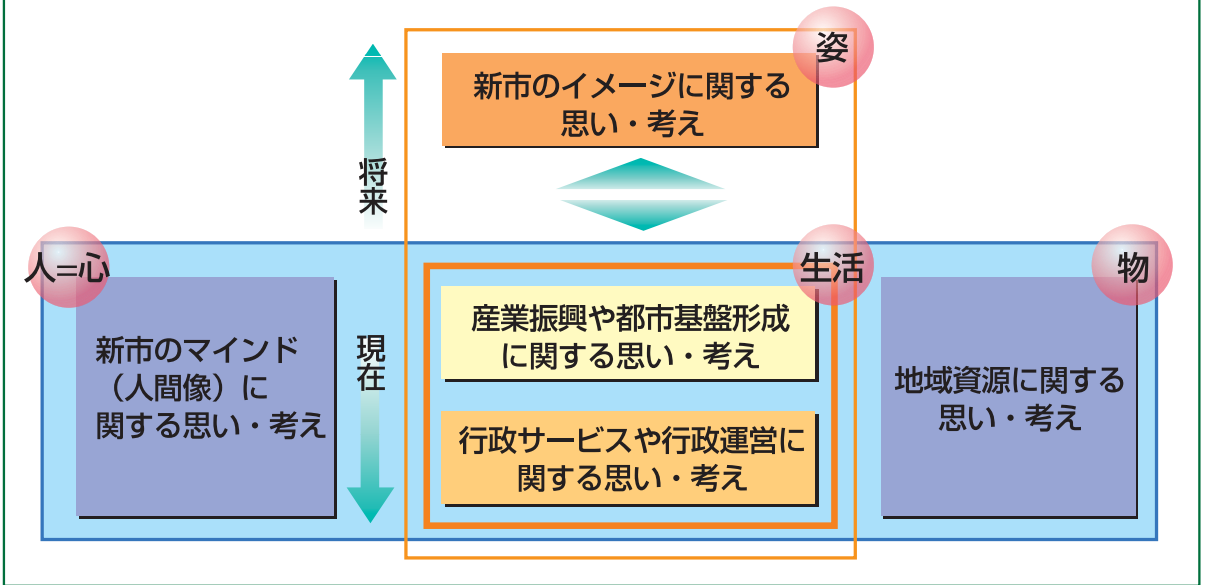 姿
新市のイメージに関する
思い・考え
将来
人=心
生活
物
新市のマインド
（人間像）に
関する思い・考え
現在
産業振興や都市基盤形成
に関する思い・考え
行政サービスや行政運営に
関する思い・考え
地域資源に関する
思い・考え